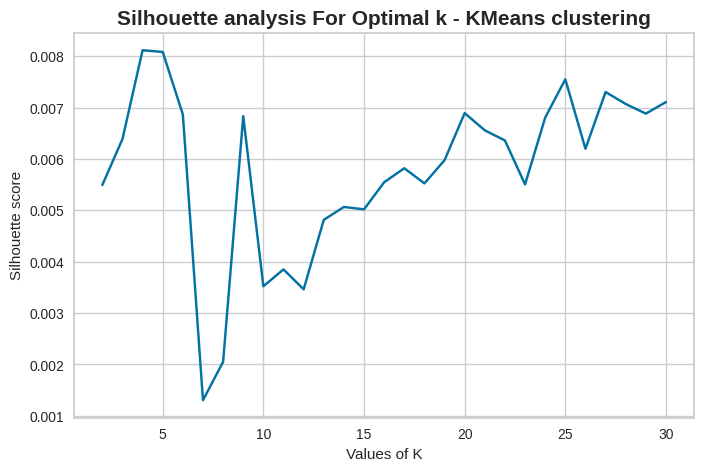 Silhouette analysis For Optimal k - KMeans clustering
0.008
0.007
0.006
0.005
0.004
0.003
0.002
0.001
Silhouette score
5 10 15 20 25 30
Values of K